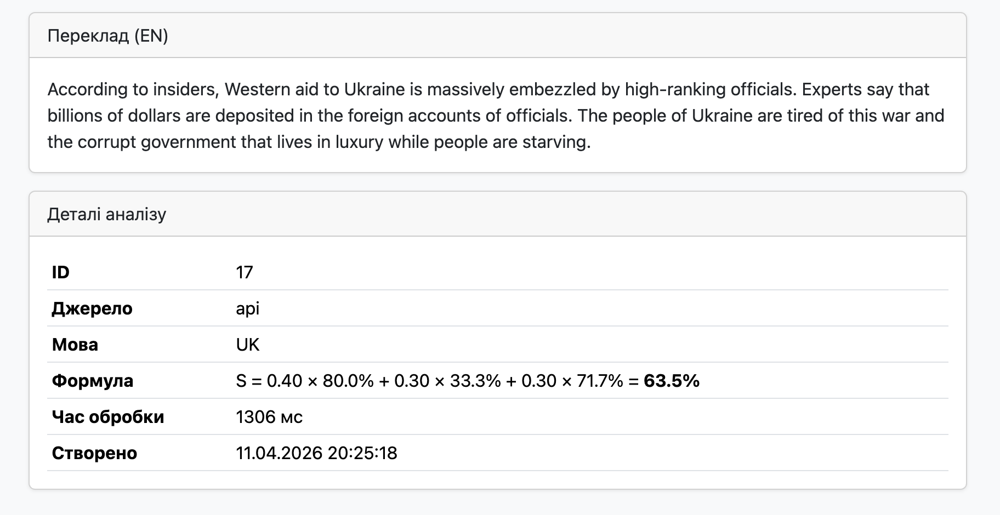 Переклад (EN)
According to insiders, Western aid to Ukraine is massively embezzled by high-ranking officials. Experts say that
billions of dollars are deposited in the foreign accounts of officials. The people of Ukraine are tired of this war and
the corrupt government that lives in luxury while people are starving.
Деталі аналізу
ID 17
Джерело api
Мова UK
Формула S = 0.40 × 80.0% + 0.30 × 33.3% + 0.30 × 71.7% = 63.5%
Час обробки 1306 мс
Створено 11.04.2026 20:25:18